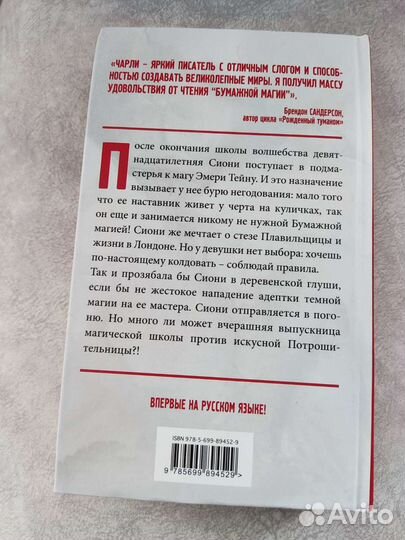 «ЧАРЛИ – ЯРКИЙ ПИСАТЕЛЬ С ОТЛИЧНЫМ СЛОГОМ И СПОСОБ-
НОСТЬЮ СОЗДАВАТЬ ВЕЛИКОЛЕПНЫЕ МИРЫ. Я ПОЛУЧИЛ МАССУ
УДОВОЛЬСТВИЯ ОТ ЧТЕНИЯ "БУМАЖНОЙ МАГИИ"».
Брендон САНДЕРСОН,
автор цикла «Рожденный туманом»
После окончания школы волшебства девят-
надцатилетняя Сиони поступает в подма-
стерья к магу Эмери Тейну. И это назначение
вызывает у нее бурю негодования: мало того
что ее наставник живет у черта на куличках, так
он еще и занимается никому не нужной Бумажной
магией! Сиони же мечтает о стезе Плавильщицы и
жизни в Лондоне. Но у девушки нет выбора: хочешь
по-настоящему колдовать – соблюдай правила.
Так и прозябала бы Сиони в деревенской глуши,
если бы не жестокое нападение адептки темной
магии на ее мастера. Сиони отправляется в пого-
ню. Но много ли может вчерашняя выпускница
магической школы против искусной Потроши-
тельницы?!
ВПЕРВЫЕ НА РУССКОМ ЯЗЫКЕ!
ISBN 978-5-699-89452-9
9 785699 894529 >
Avito